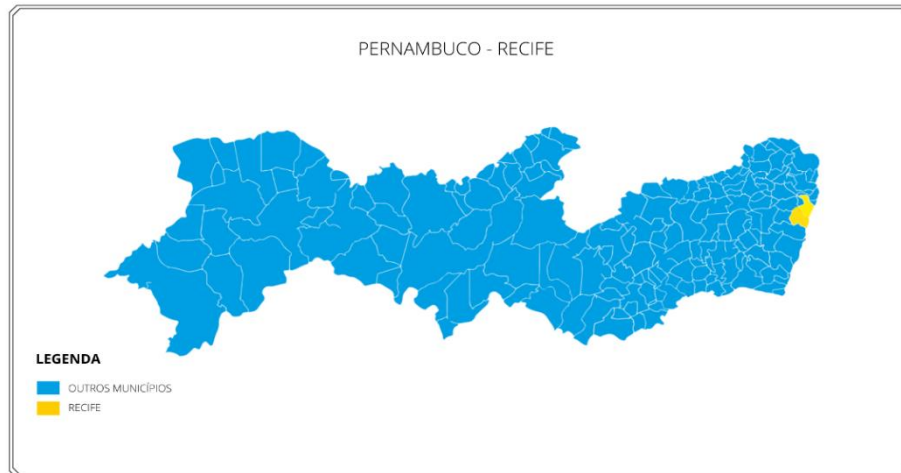 PERNAMBUCO - RECIFE
LEGENDA
OUTROS MUNICÍPIOS
RECIFE